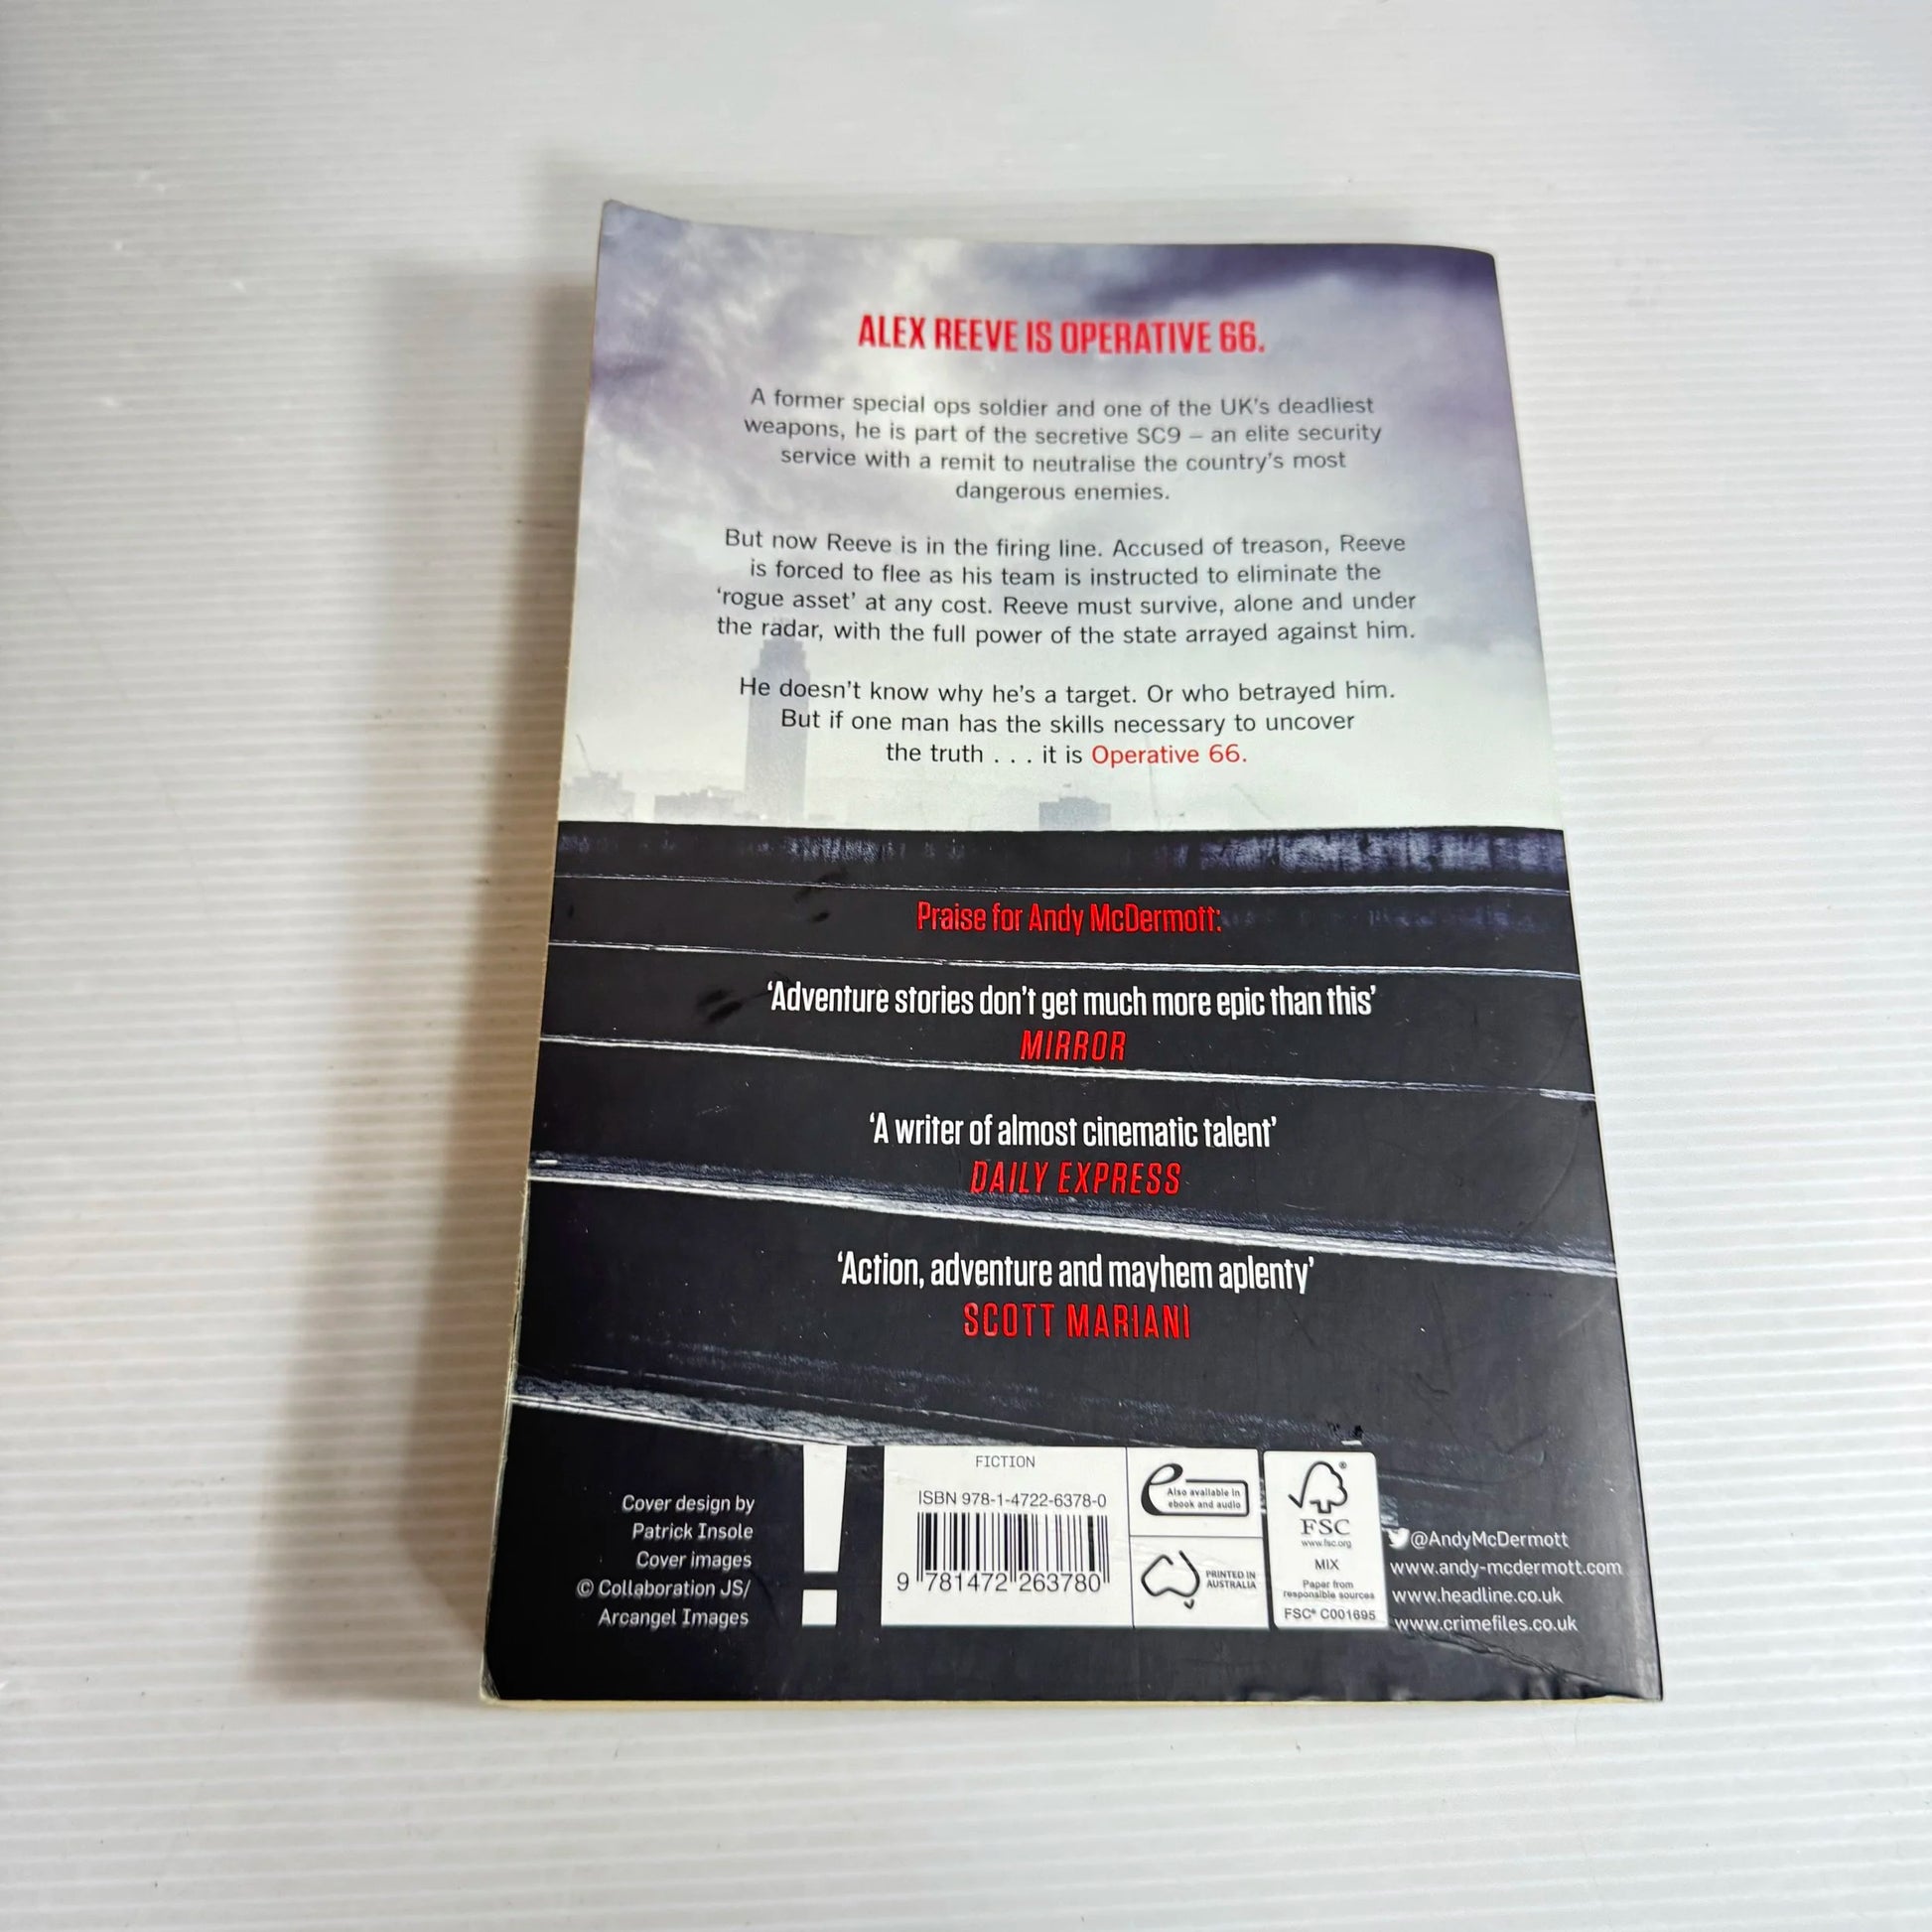 ALEX REEVE IS OPERATIVE 66.
A former special ops soldier and one of the UK's deadliest
weapons, he is part of the secretive SC9 – an elite security
service with a remit to neutralise the country's most
dangerous enemies.
But now Reeve is in the firing line. Accused of treason, Reeve
is forced to flee as his team is instructed to eliminate the
'rogue asset' at any cost. Reeve must survive, alone and under
the radar, with the full power of the state arrayed against him.
He doesn't know why he's a target. Or who betrayed him.
But if one man has the skills necessary to uncover
the truth . . . it is Operative 66.
Praise for Andy McDermott:
'Adventure stories don't get much more epic than this'
MIRROR
'A writer of almost cinematic talent'
DAILY EXPRESS
'Action, adventure and mayhem aplenty'
SCOTT MARIANI
Cover design by
Patrick Insole
Cover images
© Collaboration JS/
Arcangel Images
!
FICTION
ISBN 978-1-4722-6378-0
9 781472 263780
e
Also available in
ebook and audio
PRINTED IN
AUSTRALIA
®
FSC
www.fsc.org
MIX
Paper from
responsible sources
FSC® C001695
@AndyMcDermott
www.andy-mcdermott.com
www.headline.co.uk
www.crimefiles.co.uk